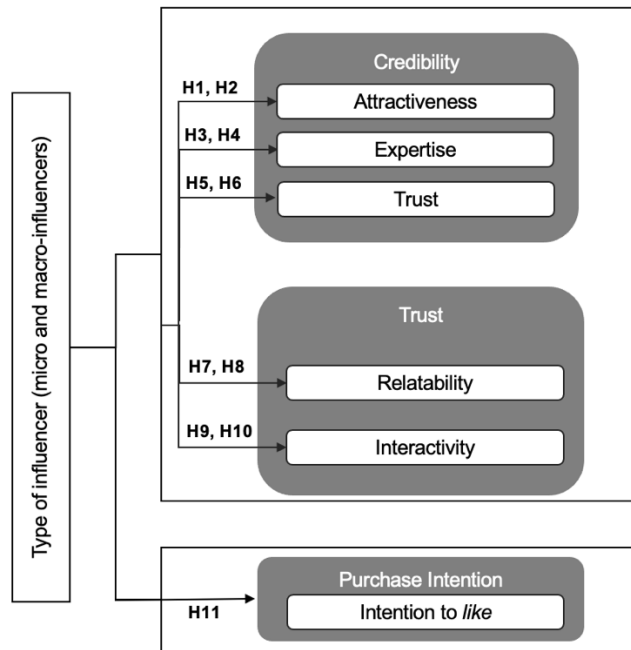 Type of influencer (micro and macro-influencers)
Credibility
H1, H2
Attractiveness
H3, H4
Expertise
H5, H6
Trust
Trust
H7, H8
Relatability
H9, H10
Interactivity
Purchase Intention
H11
Intention to like